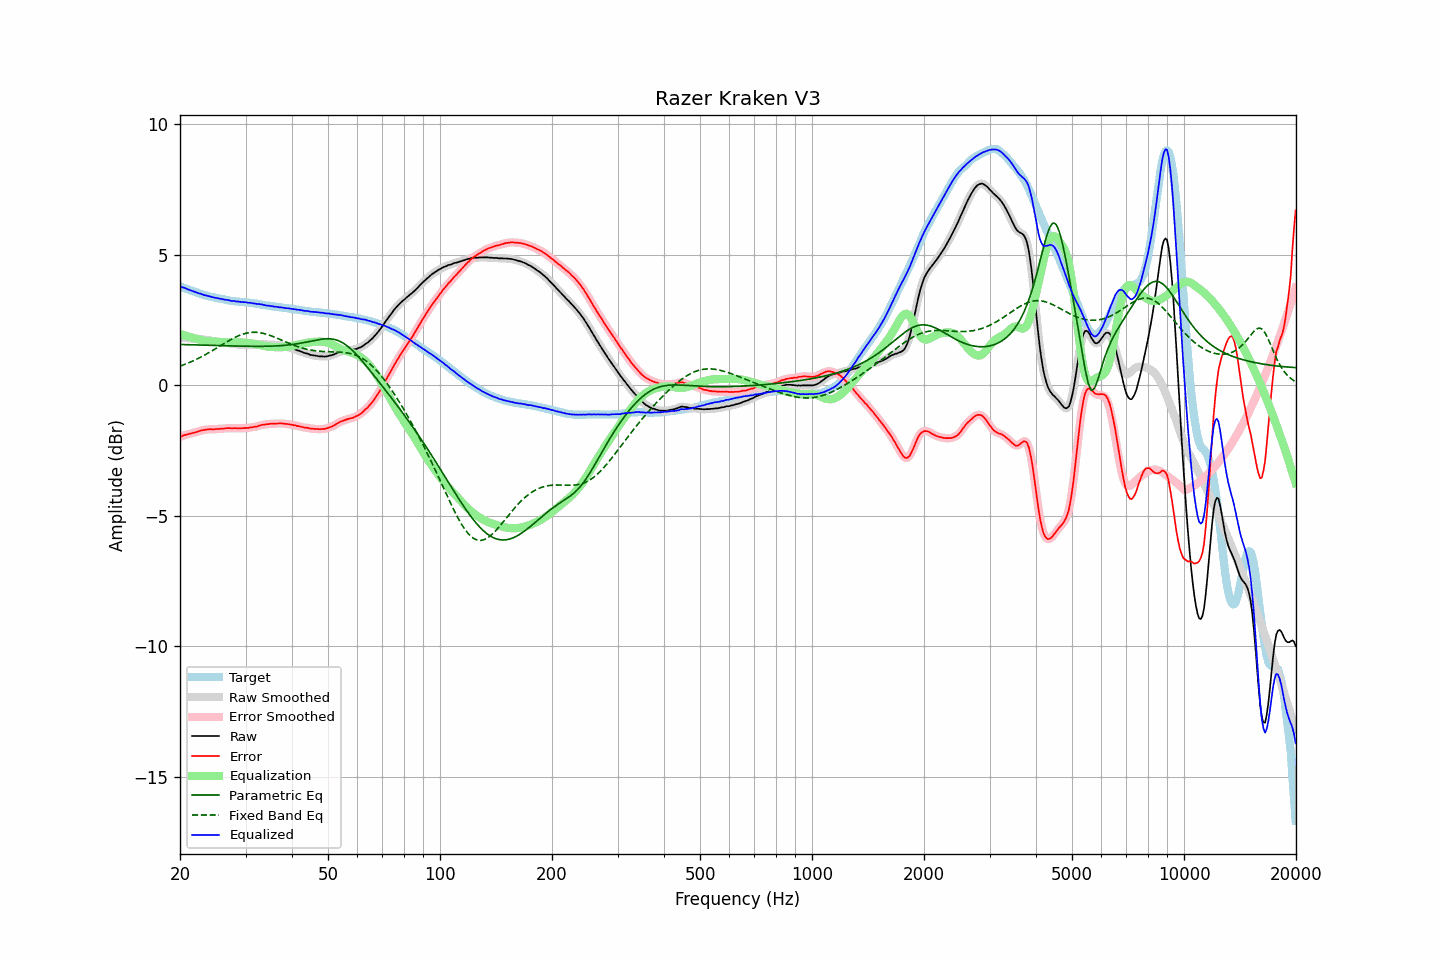 Razer Kraken V3
10
5
0
−5
−10
−15
Amplitude (dBr)
Target
Raw Smoothed
Error Smoothed
Raw
Error
Equalization
Parametric Eq
Fixed Band Eq
Equalized
20 50 100 200 500 1000 2000 5000 10000 20000
Frequency (Hz)